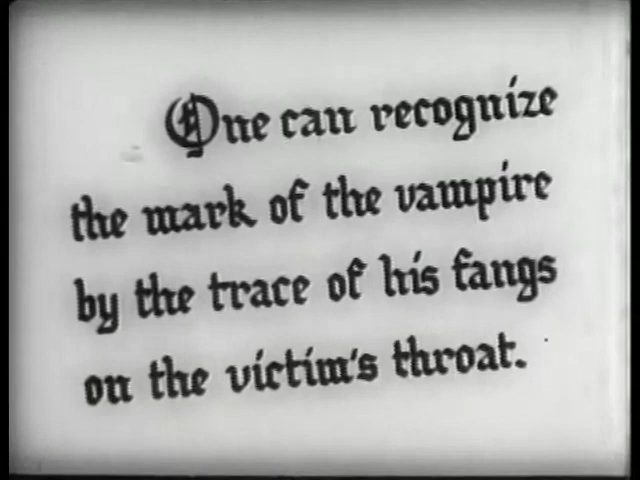 One can recognize
the mark of the vampire
by the trace of his fangs
on the victim's throat.